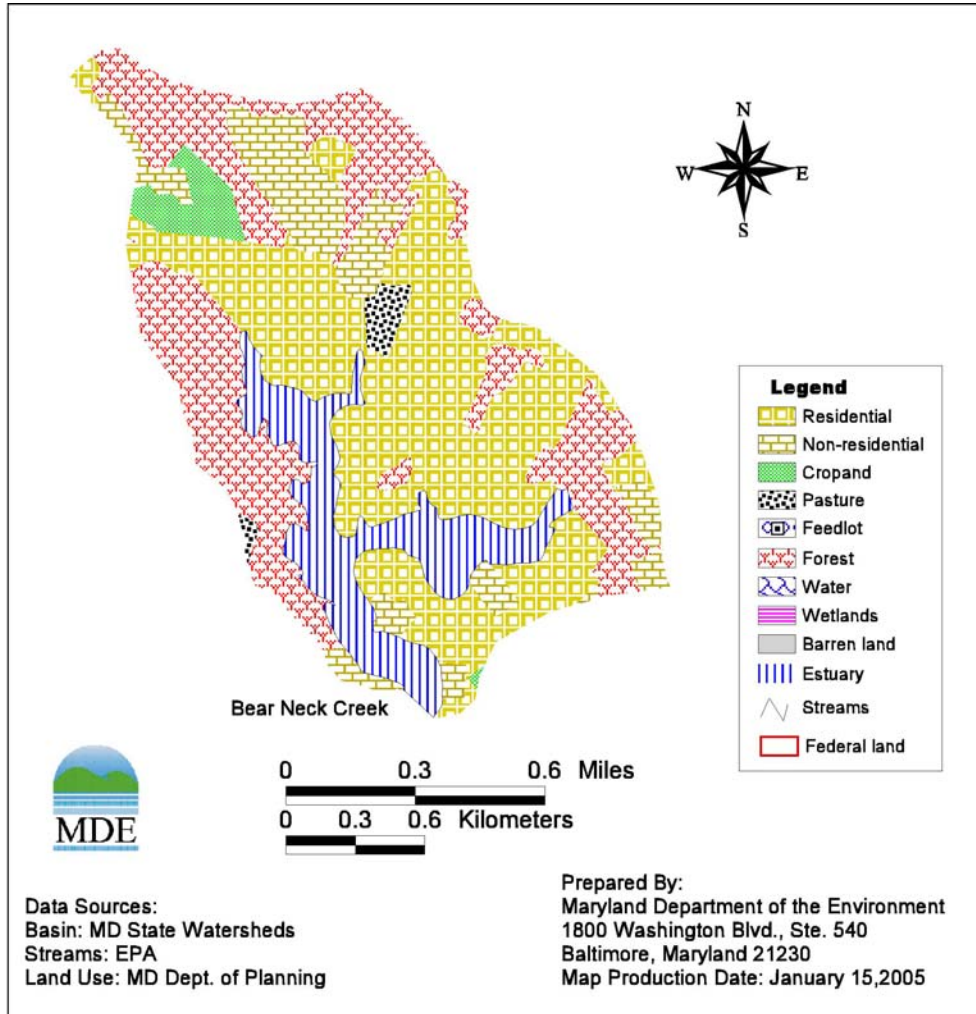 N
W E
S
Legend
Residential
Non-residential
Cropand
Pasture
Feedlot
Forest
Water
Wetlands
Barren land
Estuary
Streams
Federal land
Bear Neck Creek
0 0.3 0.6 Miles
0 0.3 0.6 Kilometers
MDE
Data Sources:
Basin: MD State Watersheds
Streams: EPA
Land Use: MD Dept. of Planning
Prepared By:
Maryland Department of the Environment
1800 Washington Blvd., Ste. 540
Baltimore, Maryland 21230
Map Production Date: January 15,2005